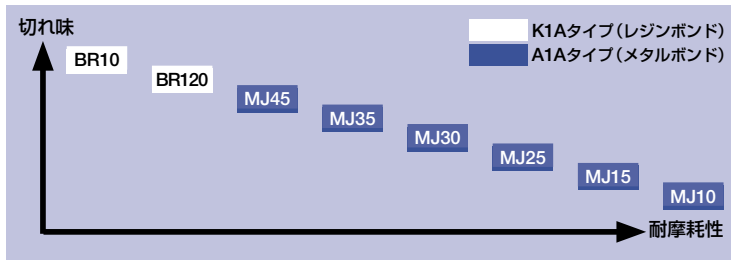 切れ味
K1Aタイプ（レジンボンド）
A1Aタイプ（メタルボンド）
BR10
BR120
MJ45
MJ35
MJ30
MJ25
MJ15
MJ10
耐摩耗性